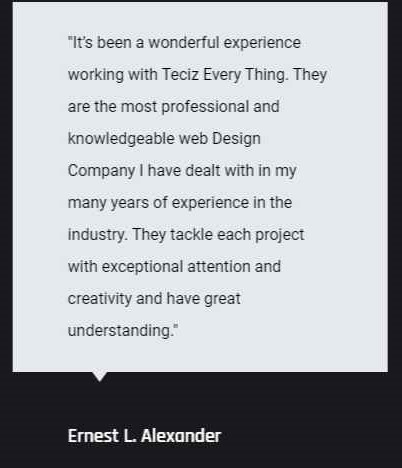 "It's been a wonderful experience
working with Teciz Every Thing. They
are the most professional and
knowledgeable web Design
Company I have dealt with in my
many years of experience in the
industry. They tackle each project
with exceptional attention and
creativity and have great
understanding."
Ernest L. Alexander